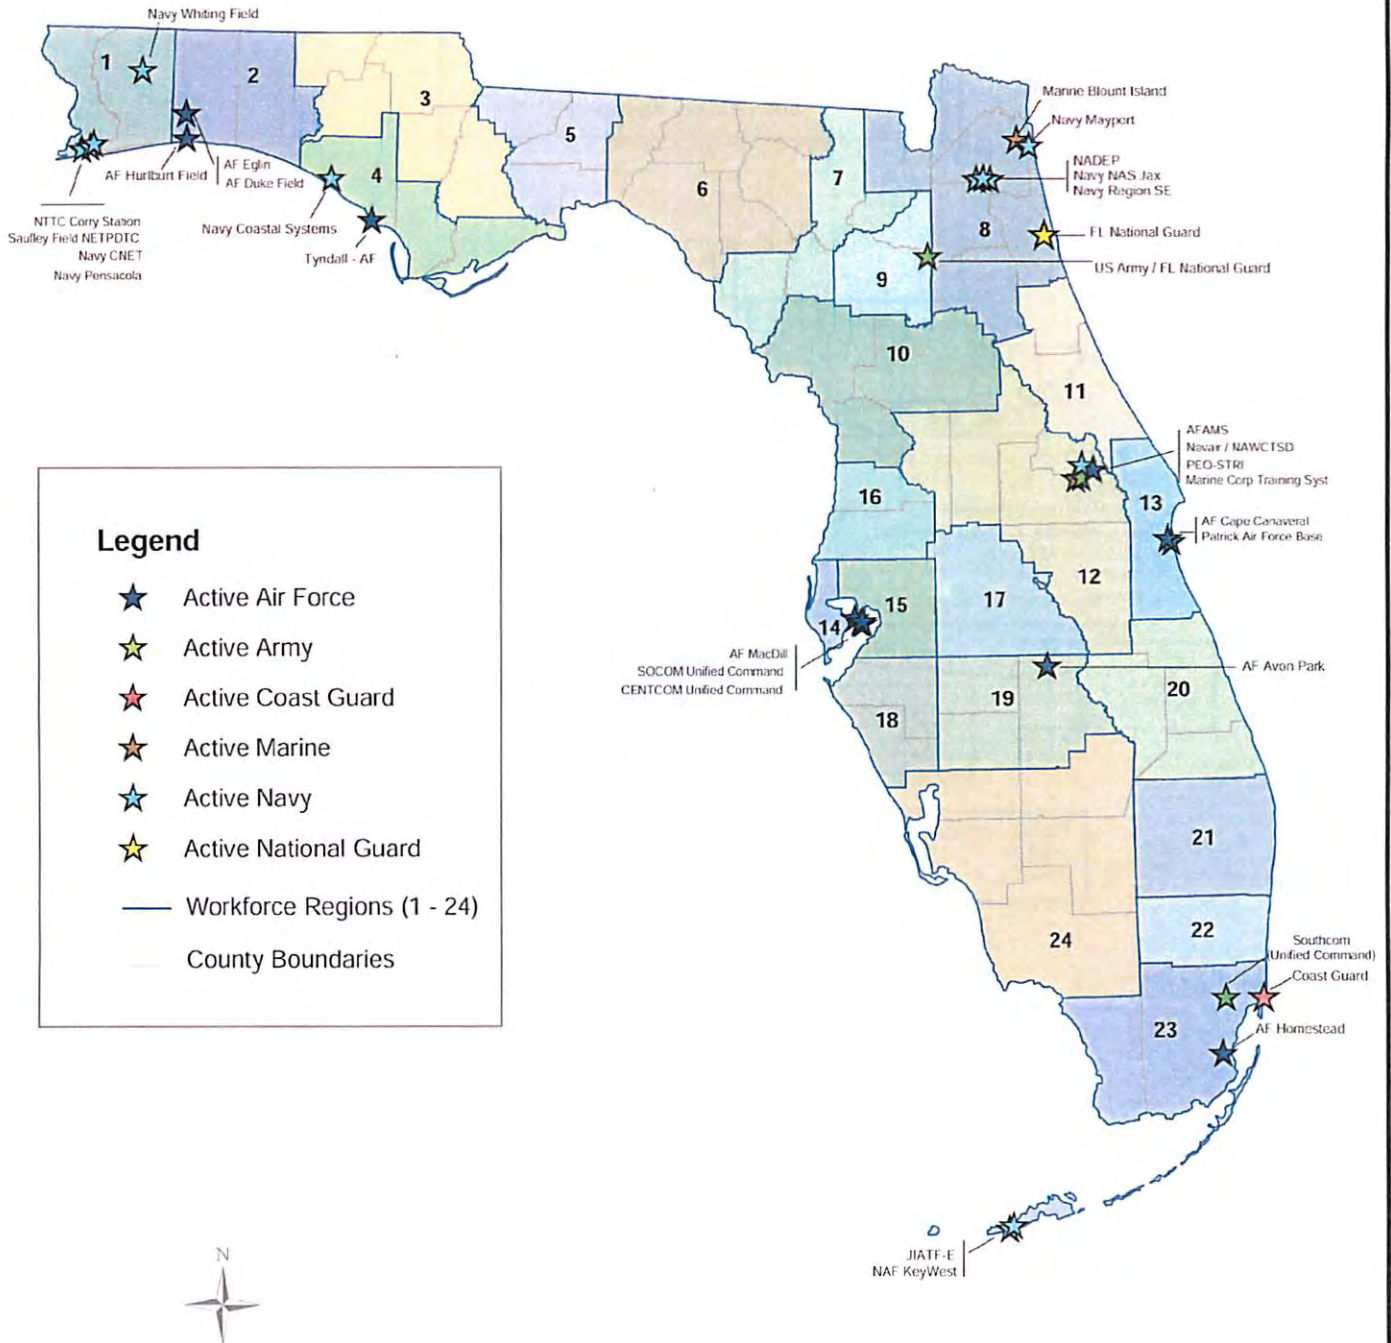 Navy Whiting Field
1
2
3
4
5
6
7
8
9
10
11
12
13
14
15
16
17
18
19
20
21
22
23
24
AF Hurlburt Field
AF Eglin
AF Duke Field
NTTC Corry Station
Saufley Field NETPDTC
Navy CNET
Navy Pensacola
Navy Coastal Systems
Tyndall - AF
Marine Blount Island
Navy Mayport
NADEP
Navy NAS Jax
Navy Region SE
FL National Guard
US Army / FL National Guard
AFAMS
Navair / NAWCTSD
PEO-STRI
Marine Corp Training Syst
AF Cape Canaveral
Patrick Air Force Base
AF MacDill
SOCOM Unified Command
CENTCOM Unified Command
AF Avon Park
Southcom
(Unified Command)
Coast Guard
AF Homestead
JIATF-E
NAF KeyWest
Legend
Active Air Force
Active Army
Active Coast Guard
Active Marine
Active Navy
Active National Guard
Workforce Regions (1 - 24)
County Boundaries
N